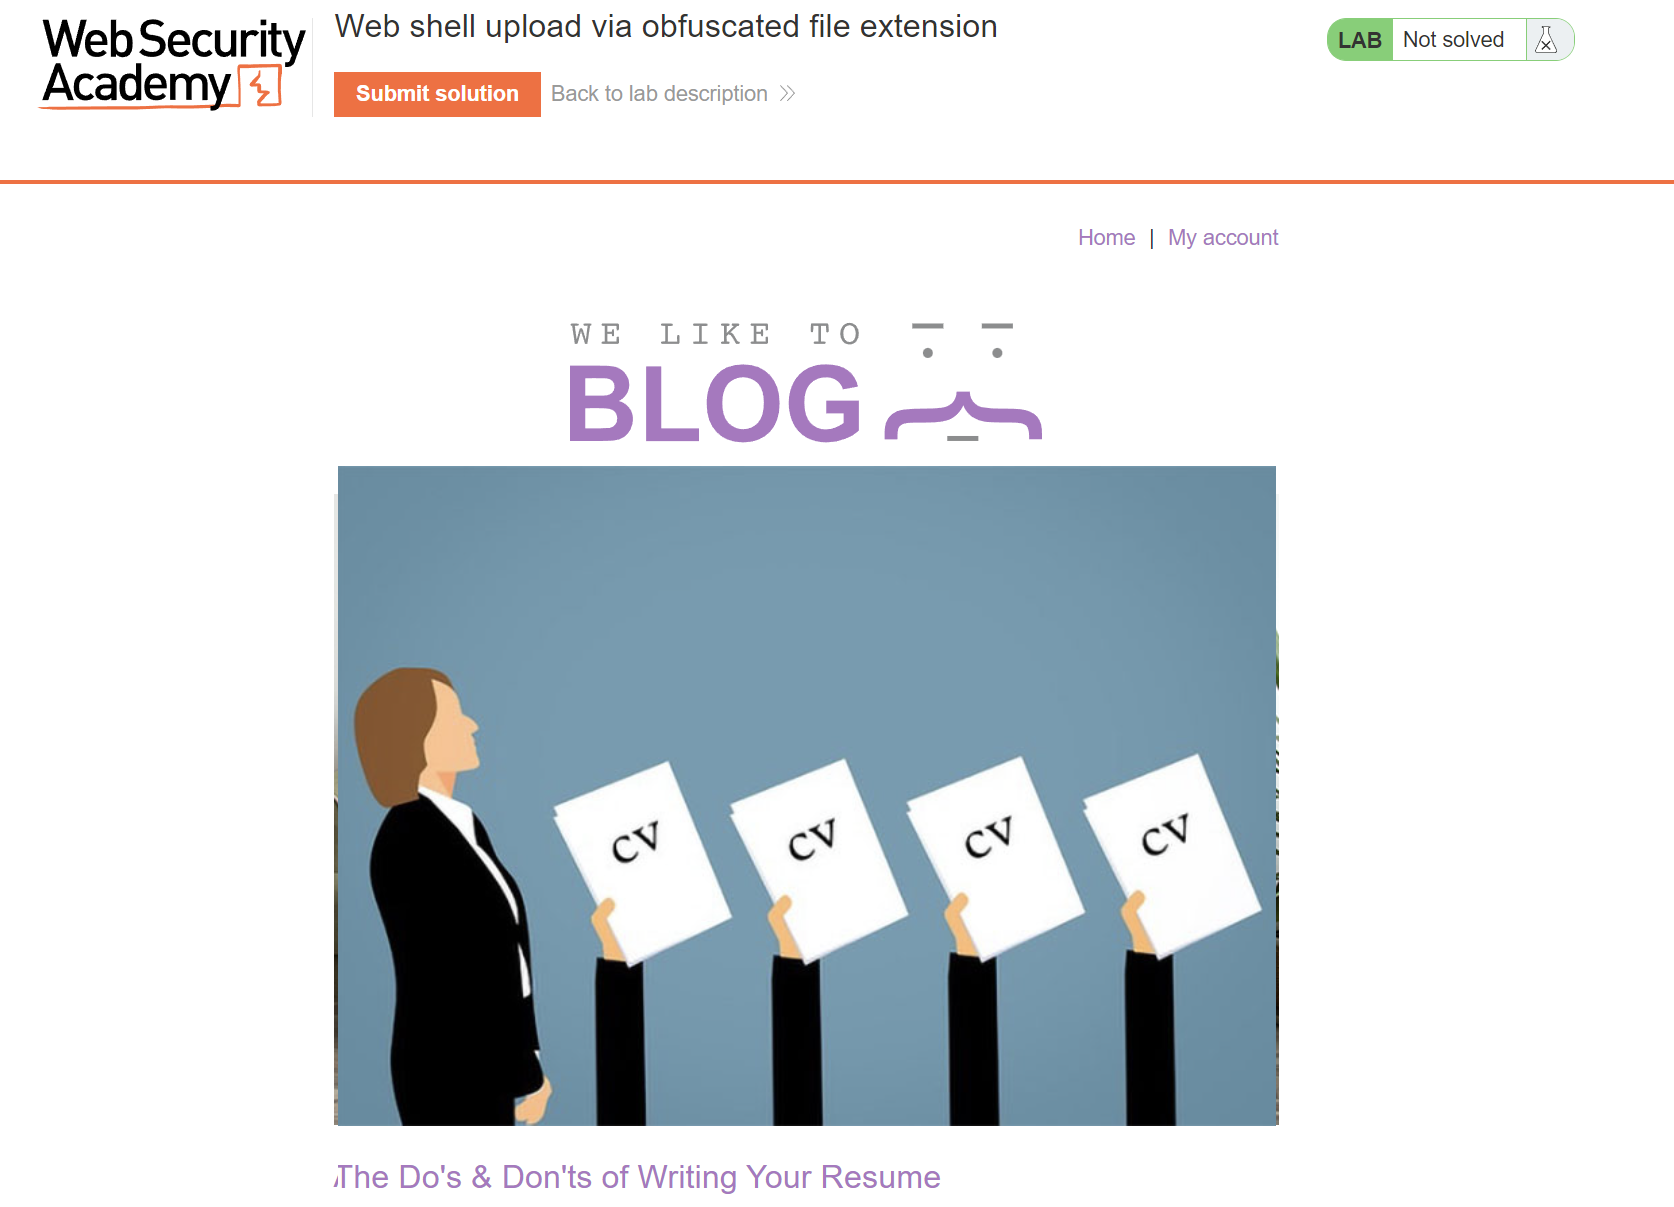 Web Security
Academy
Web shell upload via obfuscated file extension
Submit solution
Back to lab description
LAB Not solved
Home | My account
WE LIKE TO
BLOG
CV
CV
CV
CV
The Do's & Don'ts of Writing Your Resume